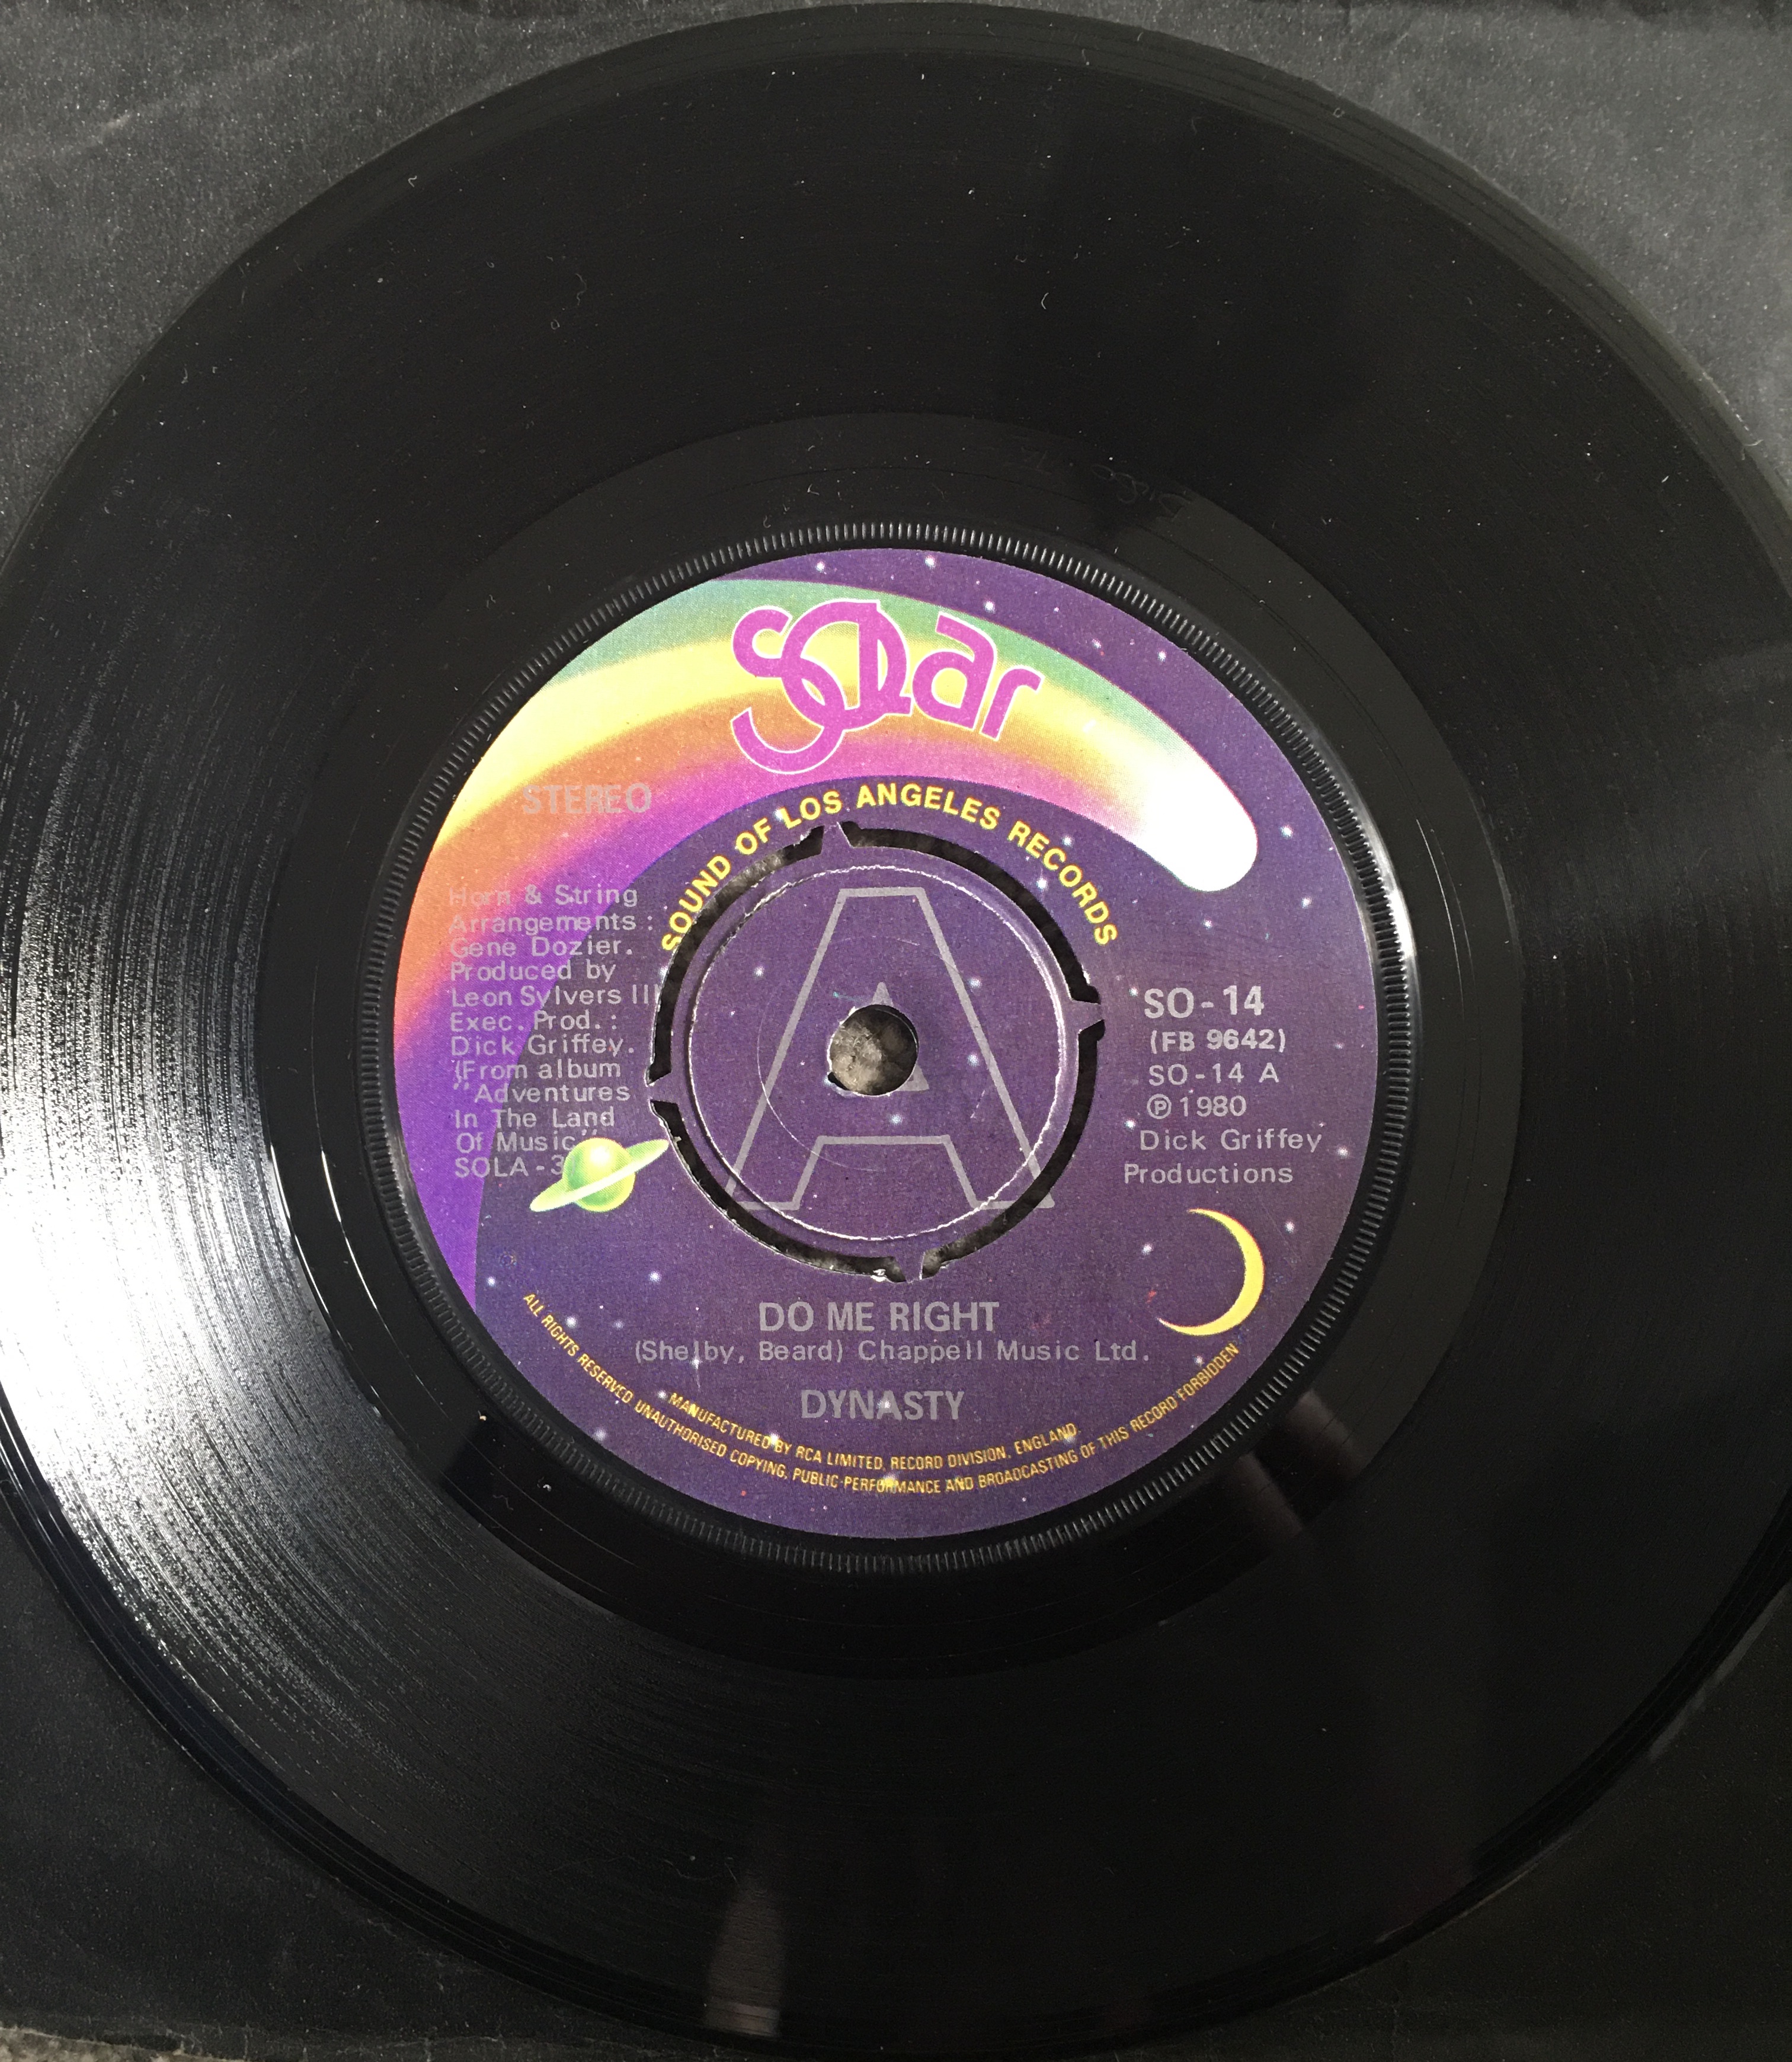 solar
SOUND OF LOS ANGELES RECORDS
STEREO
Horn & String
Arrangements :
Gene Dozier.
Produced by
Leon Sylvers III
Exec. Prod. :
Dick Griffey.
(From album
"Adventures
In The Land
Of Music"
SOLA - 3
A
SO - 14
(FB 9642)
SO - 14 A
℗ 1980
Dick Griffey
Productions
DO ME RIGHT
(Shelby, Beard) Chappell Music Ltd.
DYNASTY
MANUFACTURED BY RCA LIMITED, RECORD DIVISION, ENGLAND.
ALL RIGHTS RESERVED UNAUTHORISED COPYING, PUBLIC PERFORMANCE AND BROADCASTING OF THIS RECORD FORBIDDEN